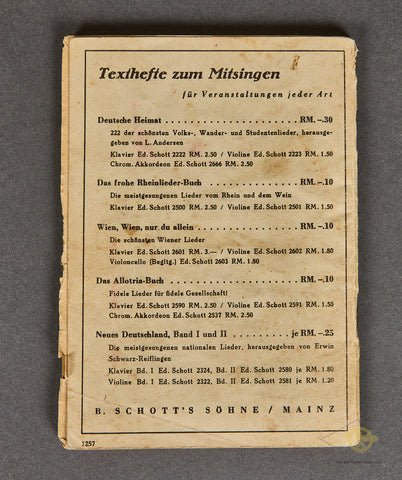 Texthefte zum Mitsingen
für Veranstaltungen jeder Art
Deutsche Heimat . . . . . . . . . . . . . . . . . . . RM. –.30
222 der schönsten Volks-, Wander- und Studentenlieder, herausge-
geben von L. Andersen
Klavier Ed. Schott 2222 RM. 2.50 / Violine Ed. Schott 2223 RM. 1.50
Chrom. Akkordeon Ed. Schott 2666 RM. 2.50
Das frohe Rheinlieder-Buch . . . . . . . . . . . . . RM. –.10
Die meistgesungenen Lieder vom Rhein und dem Wein
Klavier Ed. Schott 2500 RM. 2.50 / Violine Ed. Schott 2501 RM. 1.50
Wien, Wien, nur du allein . . . . . . . . . . . . . . RM. –.10
Die schönsten Wiener Lieder
Klavier Ed. Schott 2601 RM. 3.— / Violine Ed. Schott 2602 RM. 1.80
Violoncello (Begltg.) Ed. Schott 2603 RM. 1.80
Das Allotria-Buch . . . . . . . . . . . . . . . . . . RM. –.10
Fidele Lieder für fidele Gesellschaft!
Klavier Ed. Schott 2590 RM. 2.50 / Violine Ed. Schott 2591 RM. 1.50
Chrom. Akkordeon Ed. Schott 2537 RM. 2.50
Neues Deutschland, Band I und II . . . . . . . . . je RM. –.25
Die meistgesungenen nationalen Lieder, herausgegeben von Erwin
Schwarz-Reiflingen
Klavier Bd. I Ed. Schott 2324, Bd. II Ed. Schott 2580 je RM. 1.80
Violine Bd. I Ed. Schott 2322, Bd. II Ed. Schott 2581 je RM. 1.20
B. SCHOTT'S SÖHNE / MAINZ
1257